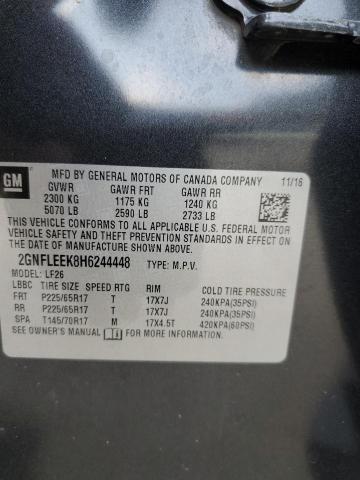 GM
MFD BY GENERAL MOTORS OF CANADA COMPANY 11/16
GVWR GAWR FRT GAWR RR
2300 KG 1175 KG 1240 KG
5070 LB 2590 LB 2733 LB
THIS VEHICLE CONFORMS TO ALL APPLICABLE U.S. FEDERAL MOTOR
VEHICLE SAFETY AND THEFT PREVENTION STANDARDS IN EFFECT ON THE
DATE OF MANUFACTURE SHOWN ABOVE.
2GNFLEEK8H6244448 TYPE: M.P.V.
MODEL: LF26
LBBC TIRE SIZE SPEED RTG RIM COLD TIRE PRESSURE
FRT P225/65R17 T 17X7J 240KPA(35PSI)
RR P225/65R17 T 17X7J 240KPA(35PSI)
SPA T145/70R17 M 17X4.5T 420KPA(60PSI)
SEE OWNER'S MANUAL FOR MORE INFORMATION.